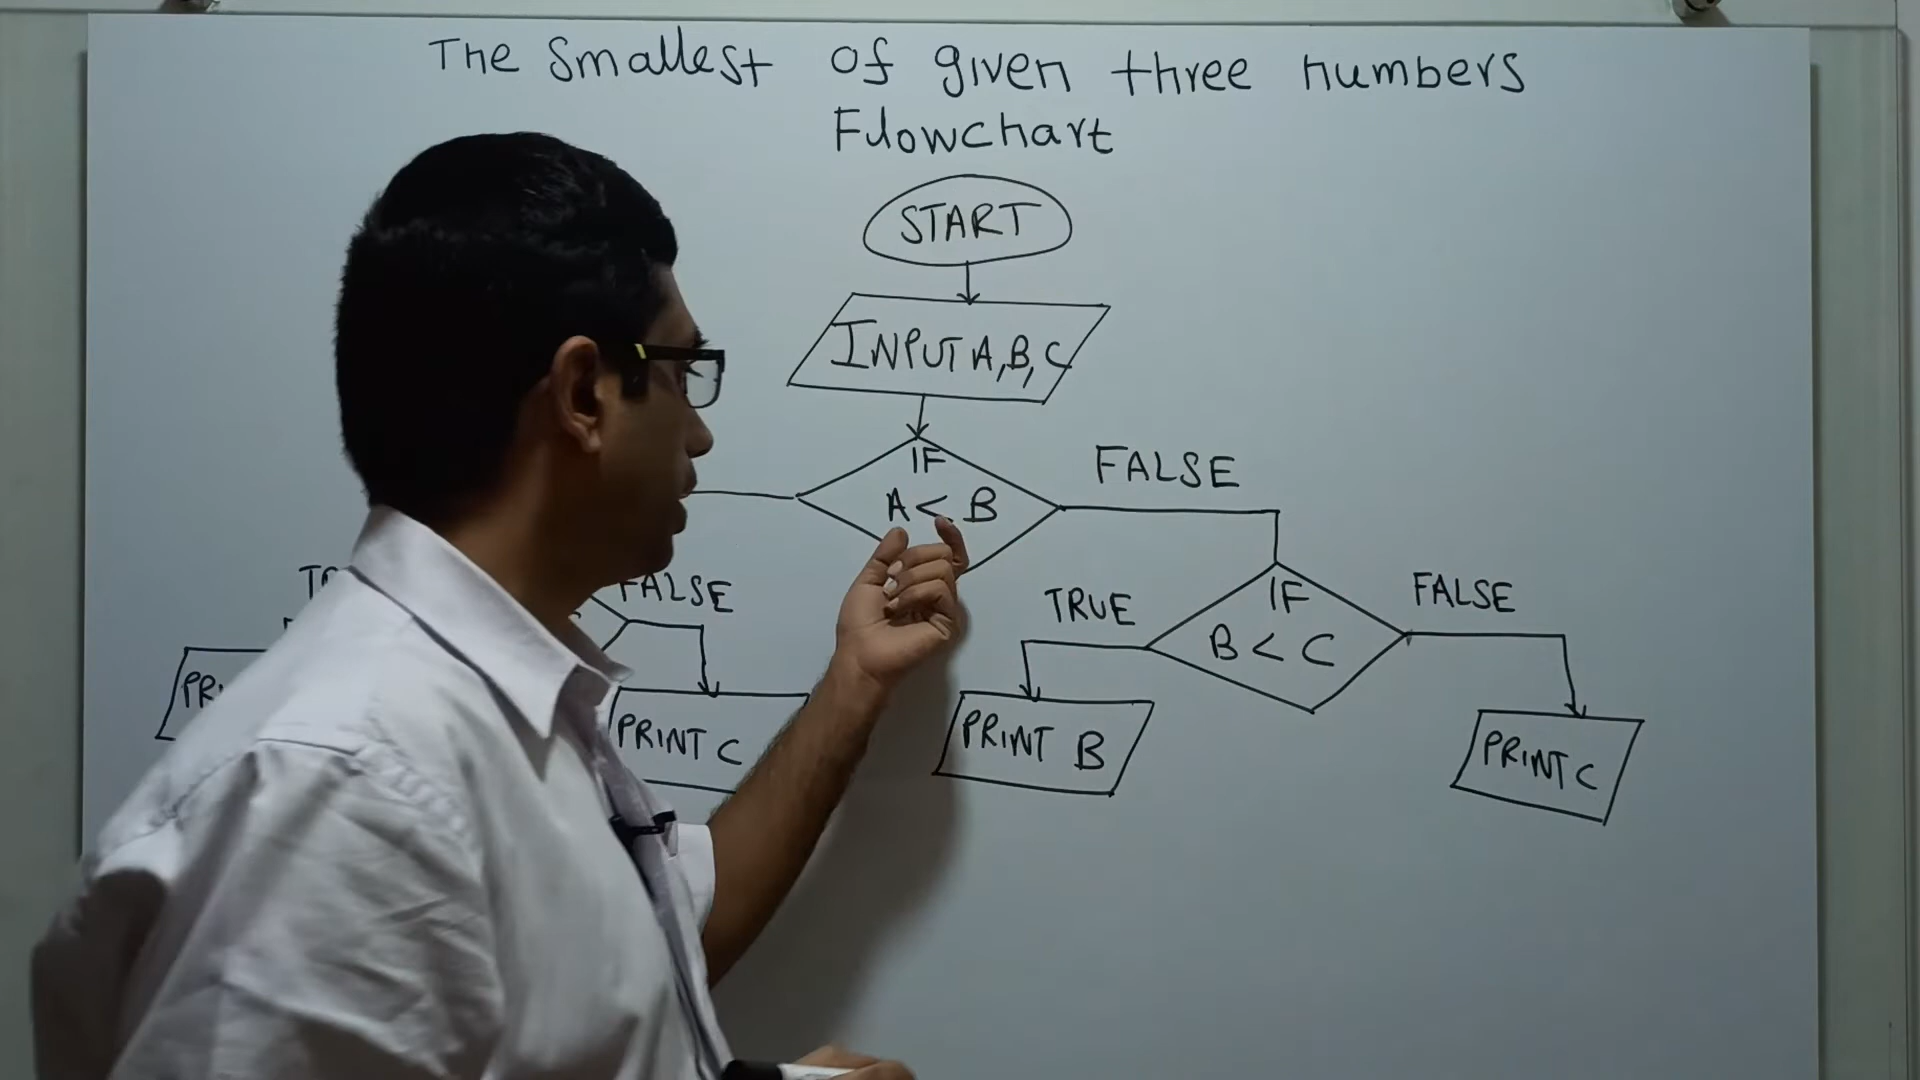 The Smallest of given three numbers
Flowchart
START
INPUT A, B, C
IF
A < B
FALSE
FALSE
TRUE
IF
B < C
FALSE
PRINT C
PRINT B
PRINT C